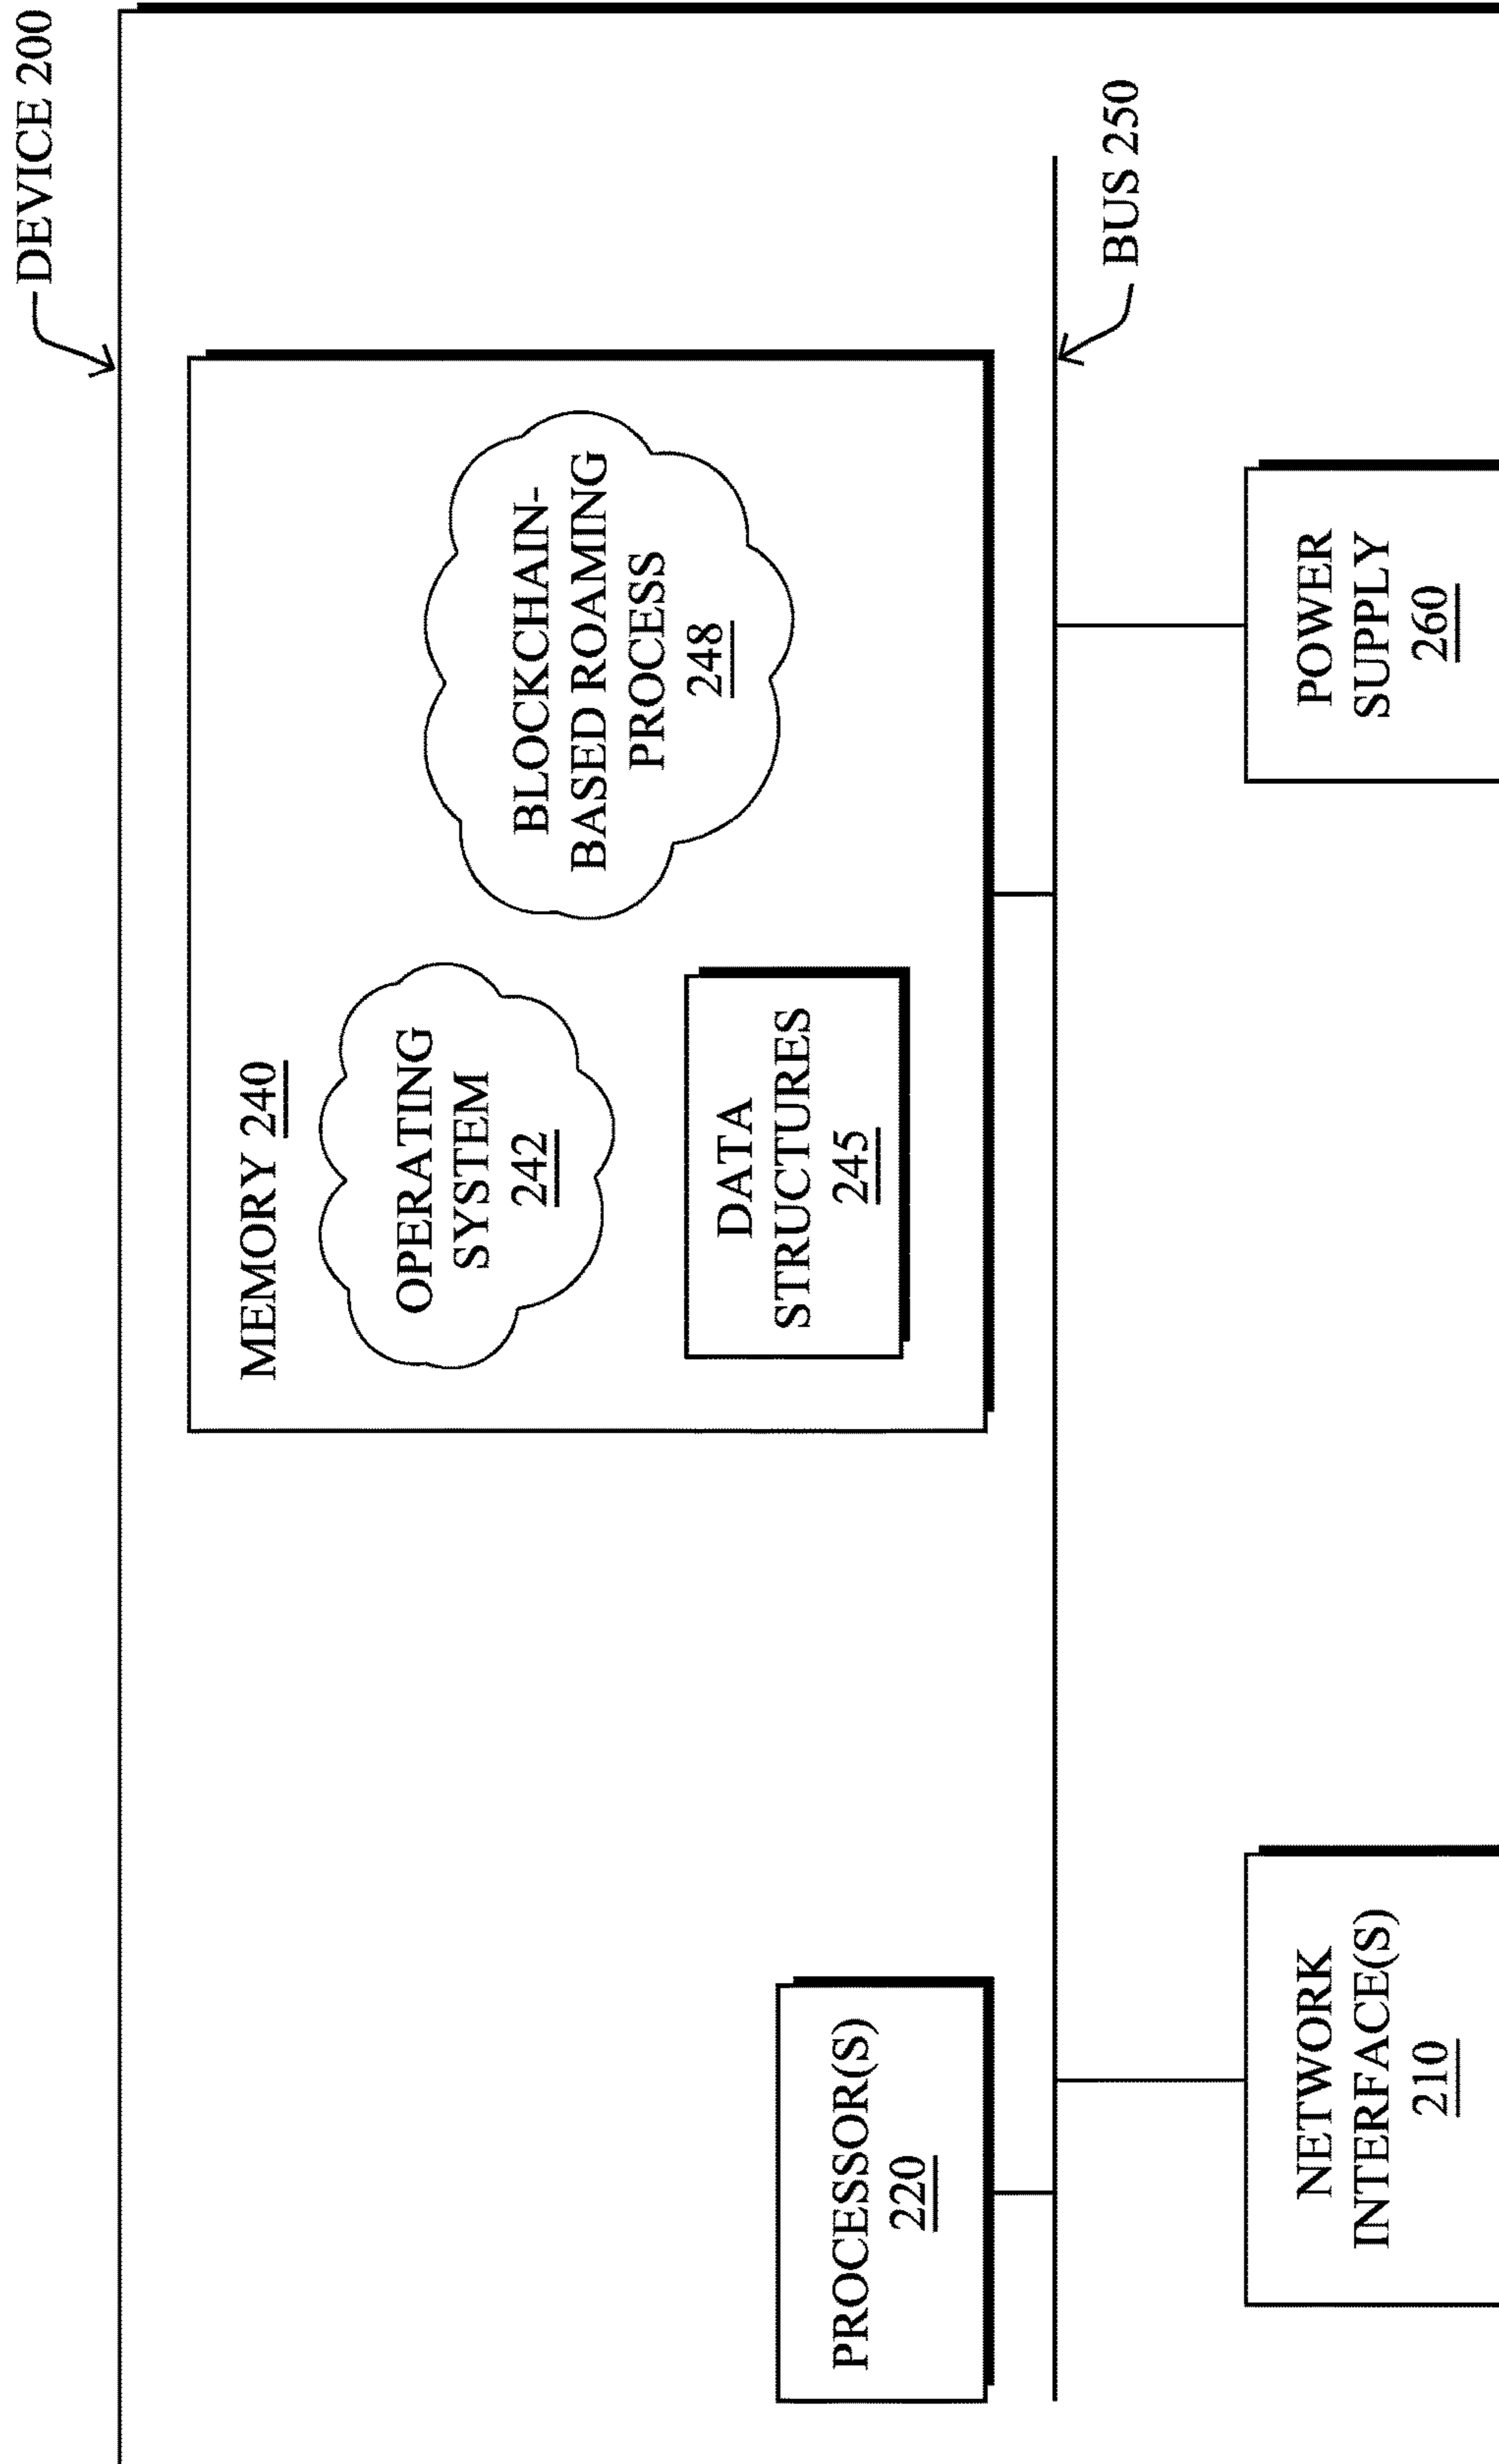 DEVICE 200
MEMORY 240
OPERATING
SYSTEM
242
DATA
STRUCTURES
245
BLOCKCHAIN-
BASED ROAMING
PROCESS
248
PROCESSOR(S)
220
BUS 250
NETWORK
INTERFACE(S)
210
POWER
SUPPLY
260